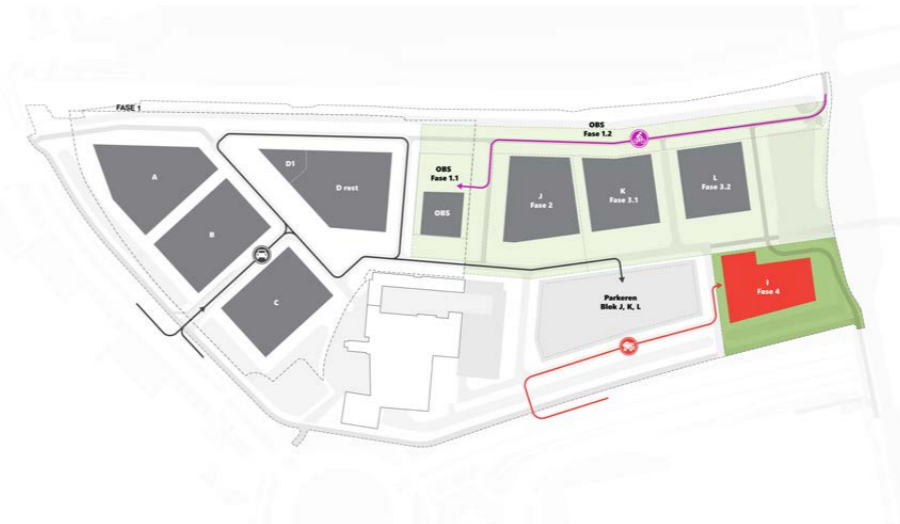 FASE 1
OBS
Fase 1.2
D1
A
D rest
OBS
Fase 1.1
OBS
J
Fase 2
K
Fase 3.1
L
Fase 3.2
B
C
Parkeren
Blok J, K, L
I
Fase 4